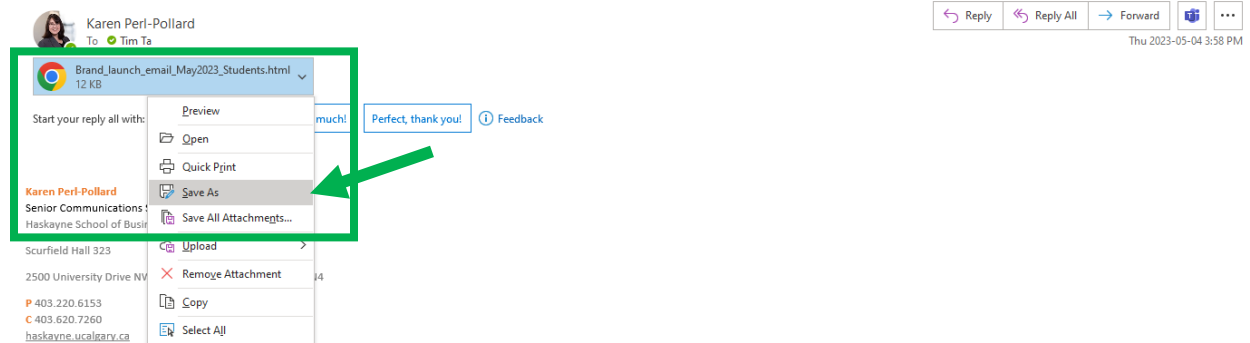 Karen Perl-Pollard
To Tim Ta
Reply Reply All Forward
Thu 2023-05-04 3:58 PM
Brand_launch_email_May2023_Students.html
12 KB
Start your reply all with: much! Perfect, thank you! Feedback
Preview
Open
Quick Print
Save As
Save All Attachments...
Upload
Remove Attachment
Copy
Select All
Karen Perl-Pollard
Senior Communications
Haskayne School of Busi
Scurfield Hall 323
2500 University Drive NW N4
P 403.220.6153
C 403.620.7260
haskayne.ucalgary.ca